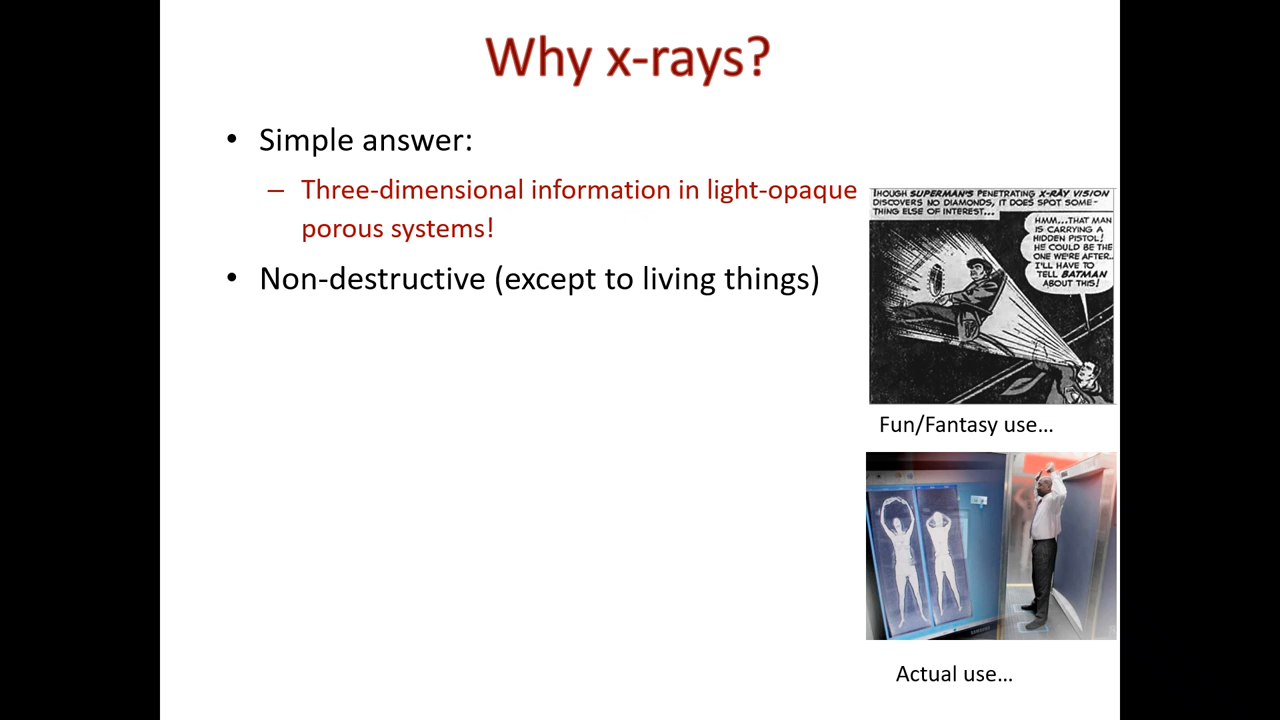 Why x-rays?
• Simple answer:
– Three-dimensional information in light-opaque
porous systems!
• Non-destructive (except to living things)
THOUGH SUPERMAN'S PENETRATING X-RAY VISION
DISCOVERS NO DIAMONDS, IT DOES SPOT SOME-
THING ELSE OF INTEREST...
HMM...THAT MAN
IS CARRYING A
HIDDEN PISTOL!
HE COULD BE THE
ONE WE'RE AFTER..
I'LL HAVE TO
TELL BATMAN
ABOUT THIS!
Fun/Fantasy use...
SAMSUNG
Actual use...